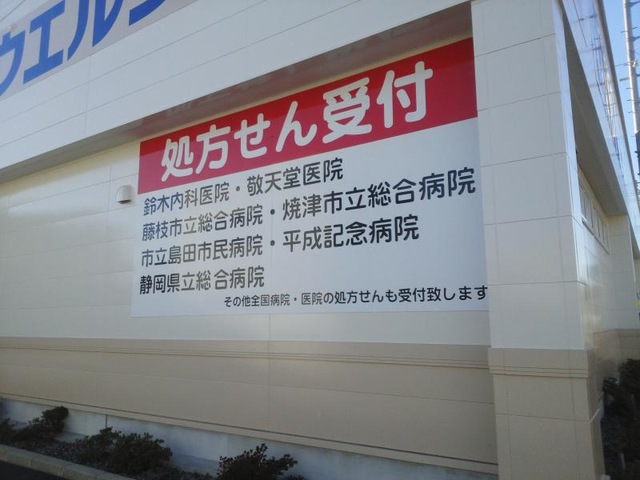 ウエル
処方せん受付
鈴木内科医院・敬天堂医院
藤枝市立総合病院・焼津市立総合病院
市立島田市民病院・平成記念病院
静岡県立総合病院
その他全国病院・医院の処方せんも受付致します